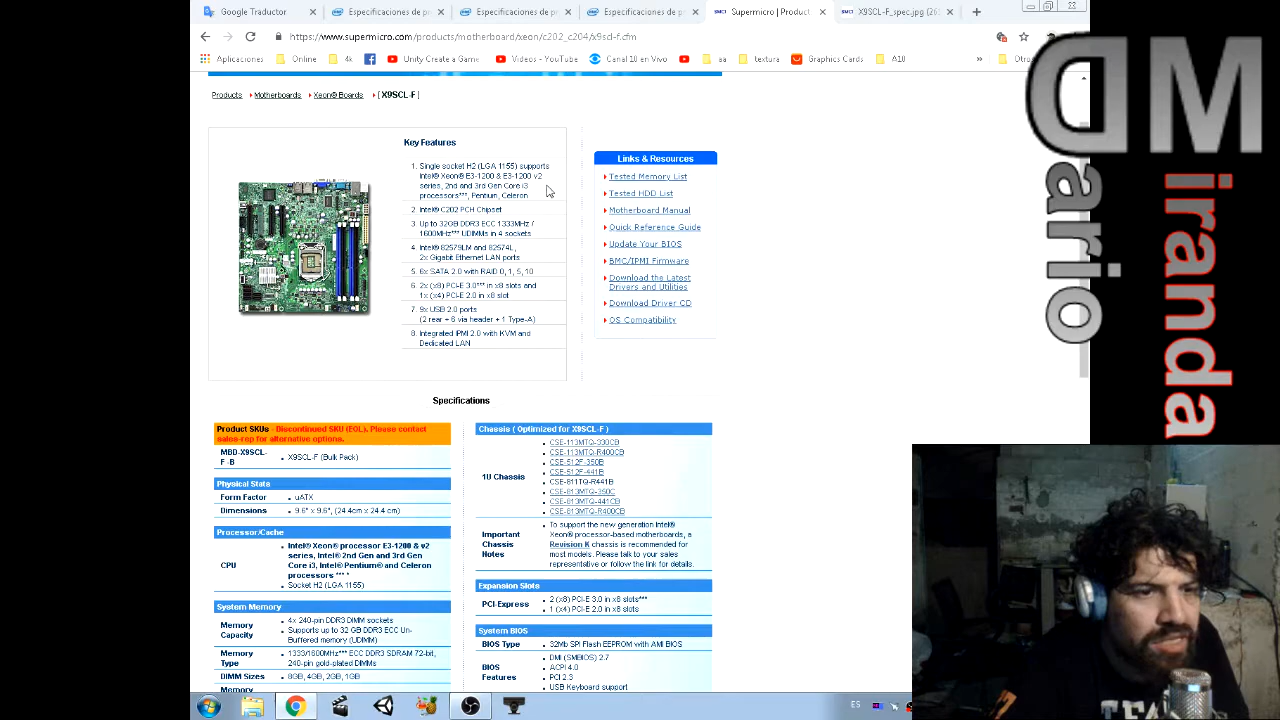 Google Traductor
Especificaciones de pr
Especificaciones de pr
Especificaciones de pr
Supermicro | Product
X9SCL-F_spec.jpg (26
https://www.supermicro.com/products/motherboard/xeon/c202_c204/x9scl-f.cfm
Aplicaciones
Online
4k
Unity Create a Game
Videos - YouTube
Canal 10 en Vivo
aa
textura
Graphics Cards
A10
»
Otros
Products
Motherboards
Xeon® Boards
[ X9SCL-F ]
Key Features
1. Single socket H2 (LGA 1155) supports
Intel® Xeon® E3-1200 & E3-1200 v2
series, 2nd and 3rd Gen Core i3
processors***, Pentium, Celeron
2. Intel® C202 PCH Chipset
3. Up to 32GB DDR3 ECC 1333MHz /
1600MHz*** UDIMMs in 4 sockets
4. Intel® 82579LM and 82574L,
2x Gigabit Ethernet LAN ports
5. 6x SATA 2.0 with RAID 0, 1, 5, 10
6. 2x (x8) PCI-E 3.0*** in x8 slots and
1x (x4) PCI-E 2.0 in x8 slot
7. 9x USB 2.0 ports
(2 rear + 6 via header + 1 Type-A)
8. Integrated IPMI 2.0 with KVM and
Dedicated LAN
Links & Resources
Tested Memory List
Tested HDD List
Motherboard Manual
Quick Reference Guide
Update Your BIOS
BMC/IPMI Firmware
Download the Latest
Drivers and Utilities
Download Driver CD
OS Compatibility
Specifications
Product SKUs - Discontinued SKU (EOL). Please contact
sales-rep for alternative options.
MBD-X9SCL-
F -B
X9SCL-F (Bulk Pack)
Physical Stats
Form Factor
uATX
Dimensions
9.6" x 9.6", (24.4cm x 24.4 cm)
Processor/Cache
CPU
Intel® Xeon® processor E3-1200 & v2
series, Intel® 2nd Gen and 3rd Gen
Core i3, Intel® Pentium® and Celeron
processors *** *
Socket H2 (LGA 1155)
System Memory
Memory
Capacity
4x 240-pin DDR3 DIMM sockets
Supports up to 32 GB DDR3 ECC Un-
Buffered memory (UDIMM)
Memory
Type
1333/1600MHz*** ECC DDR3 SDRAM 72-bit,
240-pin gold-plated DIMMs
DIMM Sizes
8GB, 4GB, 2GB, 1GB
Memory
Chassis ( Optimized for X9SCL-F )
1U Chassis
CSE-113MTQ-330CB
CSE-113MTQ-R400CB
CSE-512F-350B
CSE-512F-441B
CSE-811TQ-R441B
CSE-813MTQ-350C
CSE-813MTQ-441CB
CSE-813MTQ-R400CB
Important
Chassis
Notes
To support the new generation Intel®
Xeon® processor-based motherboards, a
Revision K chassis is recommended for
most models. Please talk to your sales
representative or follow the link for details.
Expansion Slots
PCI-Express
2 (x8) PCI-E 3.0 in x8 slots***
1 (x4) PCI-E 2.0 in x8 slots
System BIOS
BIOS Type
32Mb SPI Flash EEPROM with AMI BIOS
BIOS
Features
DMI (SMBIOS) 2.7
ACPI 4.0
PCI 2.3
USB Keyboard support
ES
Miranda
Dario